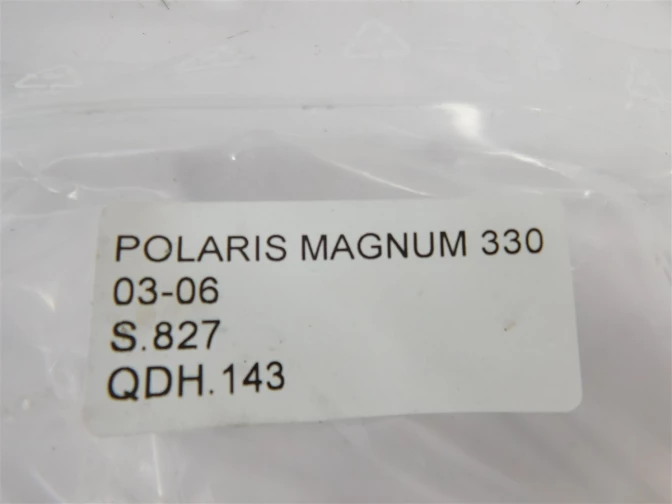 POLARIS MAGNUM 330
03-06
S.827
QDH.143